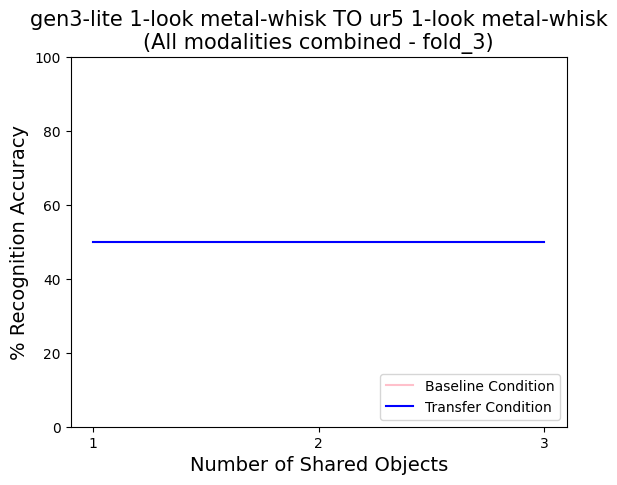 gen3-lite 1-look metal-whisk TO ur5 1-look metal-whisk
(All modalities combined - fold_3)
% Recognition Accuracy
100
80
60
40
20
0
Baseline Condition
Transfer Condition
1 2 3
Number of Shared Objects